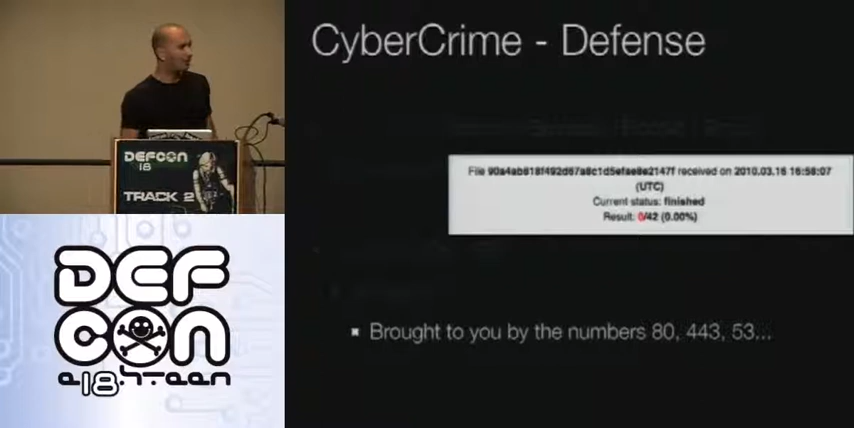 CyberCrime - Defense
DEFCON
18
TRACK 2
File 90a4ab818f492d67a8c1d5efae8e2147f received on 2010.03.16 16:58:07
(UTC)
Current status: finished
Result: 0/42 (0.00%)
Brought to you by the numbers 80, 443, 53...
DEF
CON
e18hteen